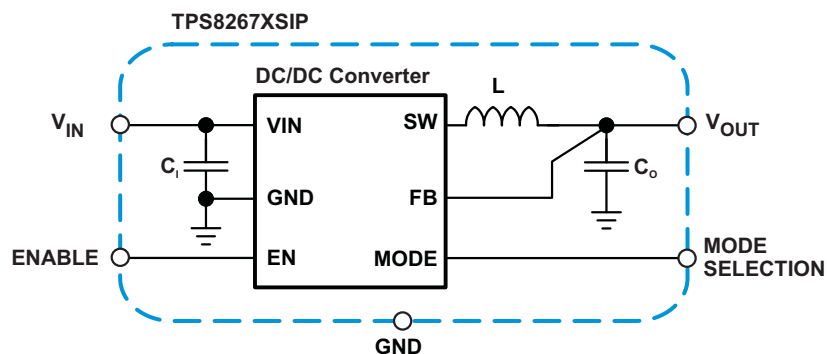 TPS8267XSIP
DC/DC Converter
L
VIN
VIN
SW
VOUT
CI
CO
GND
FB
ENABLE
EN
MODE
MODE
SELECTION
GND